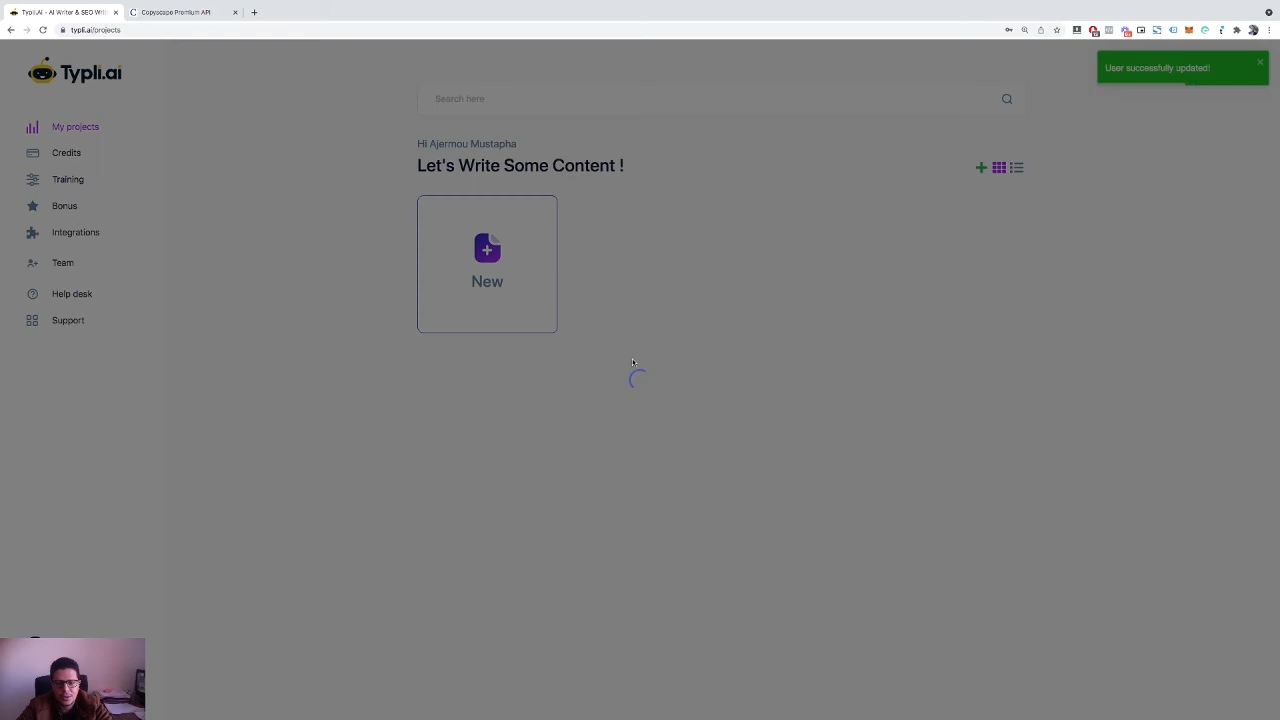 Typli.AI - AI Writer & SEO Writ
Copyscape Premium API
typli.ai/projects
Typli.ai
User successfully updated!
Search here
My projects
Hi Ajermou Mustapha
Credits
Let's Write Some Content !
Training
Bonus
Integrations
Team
New
Help desk
Support